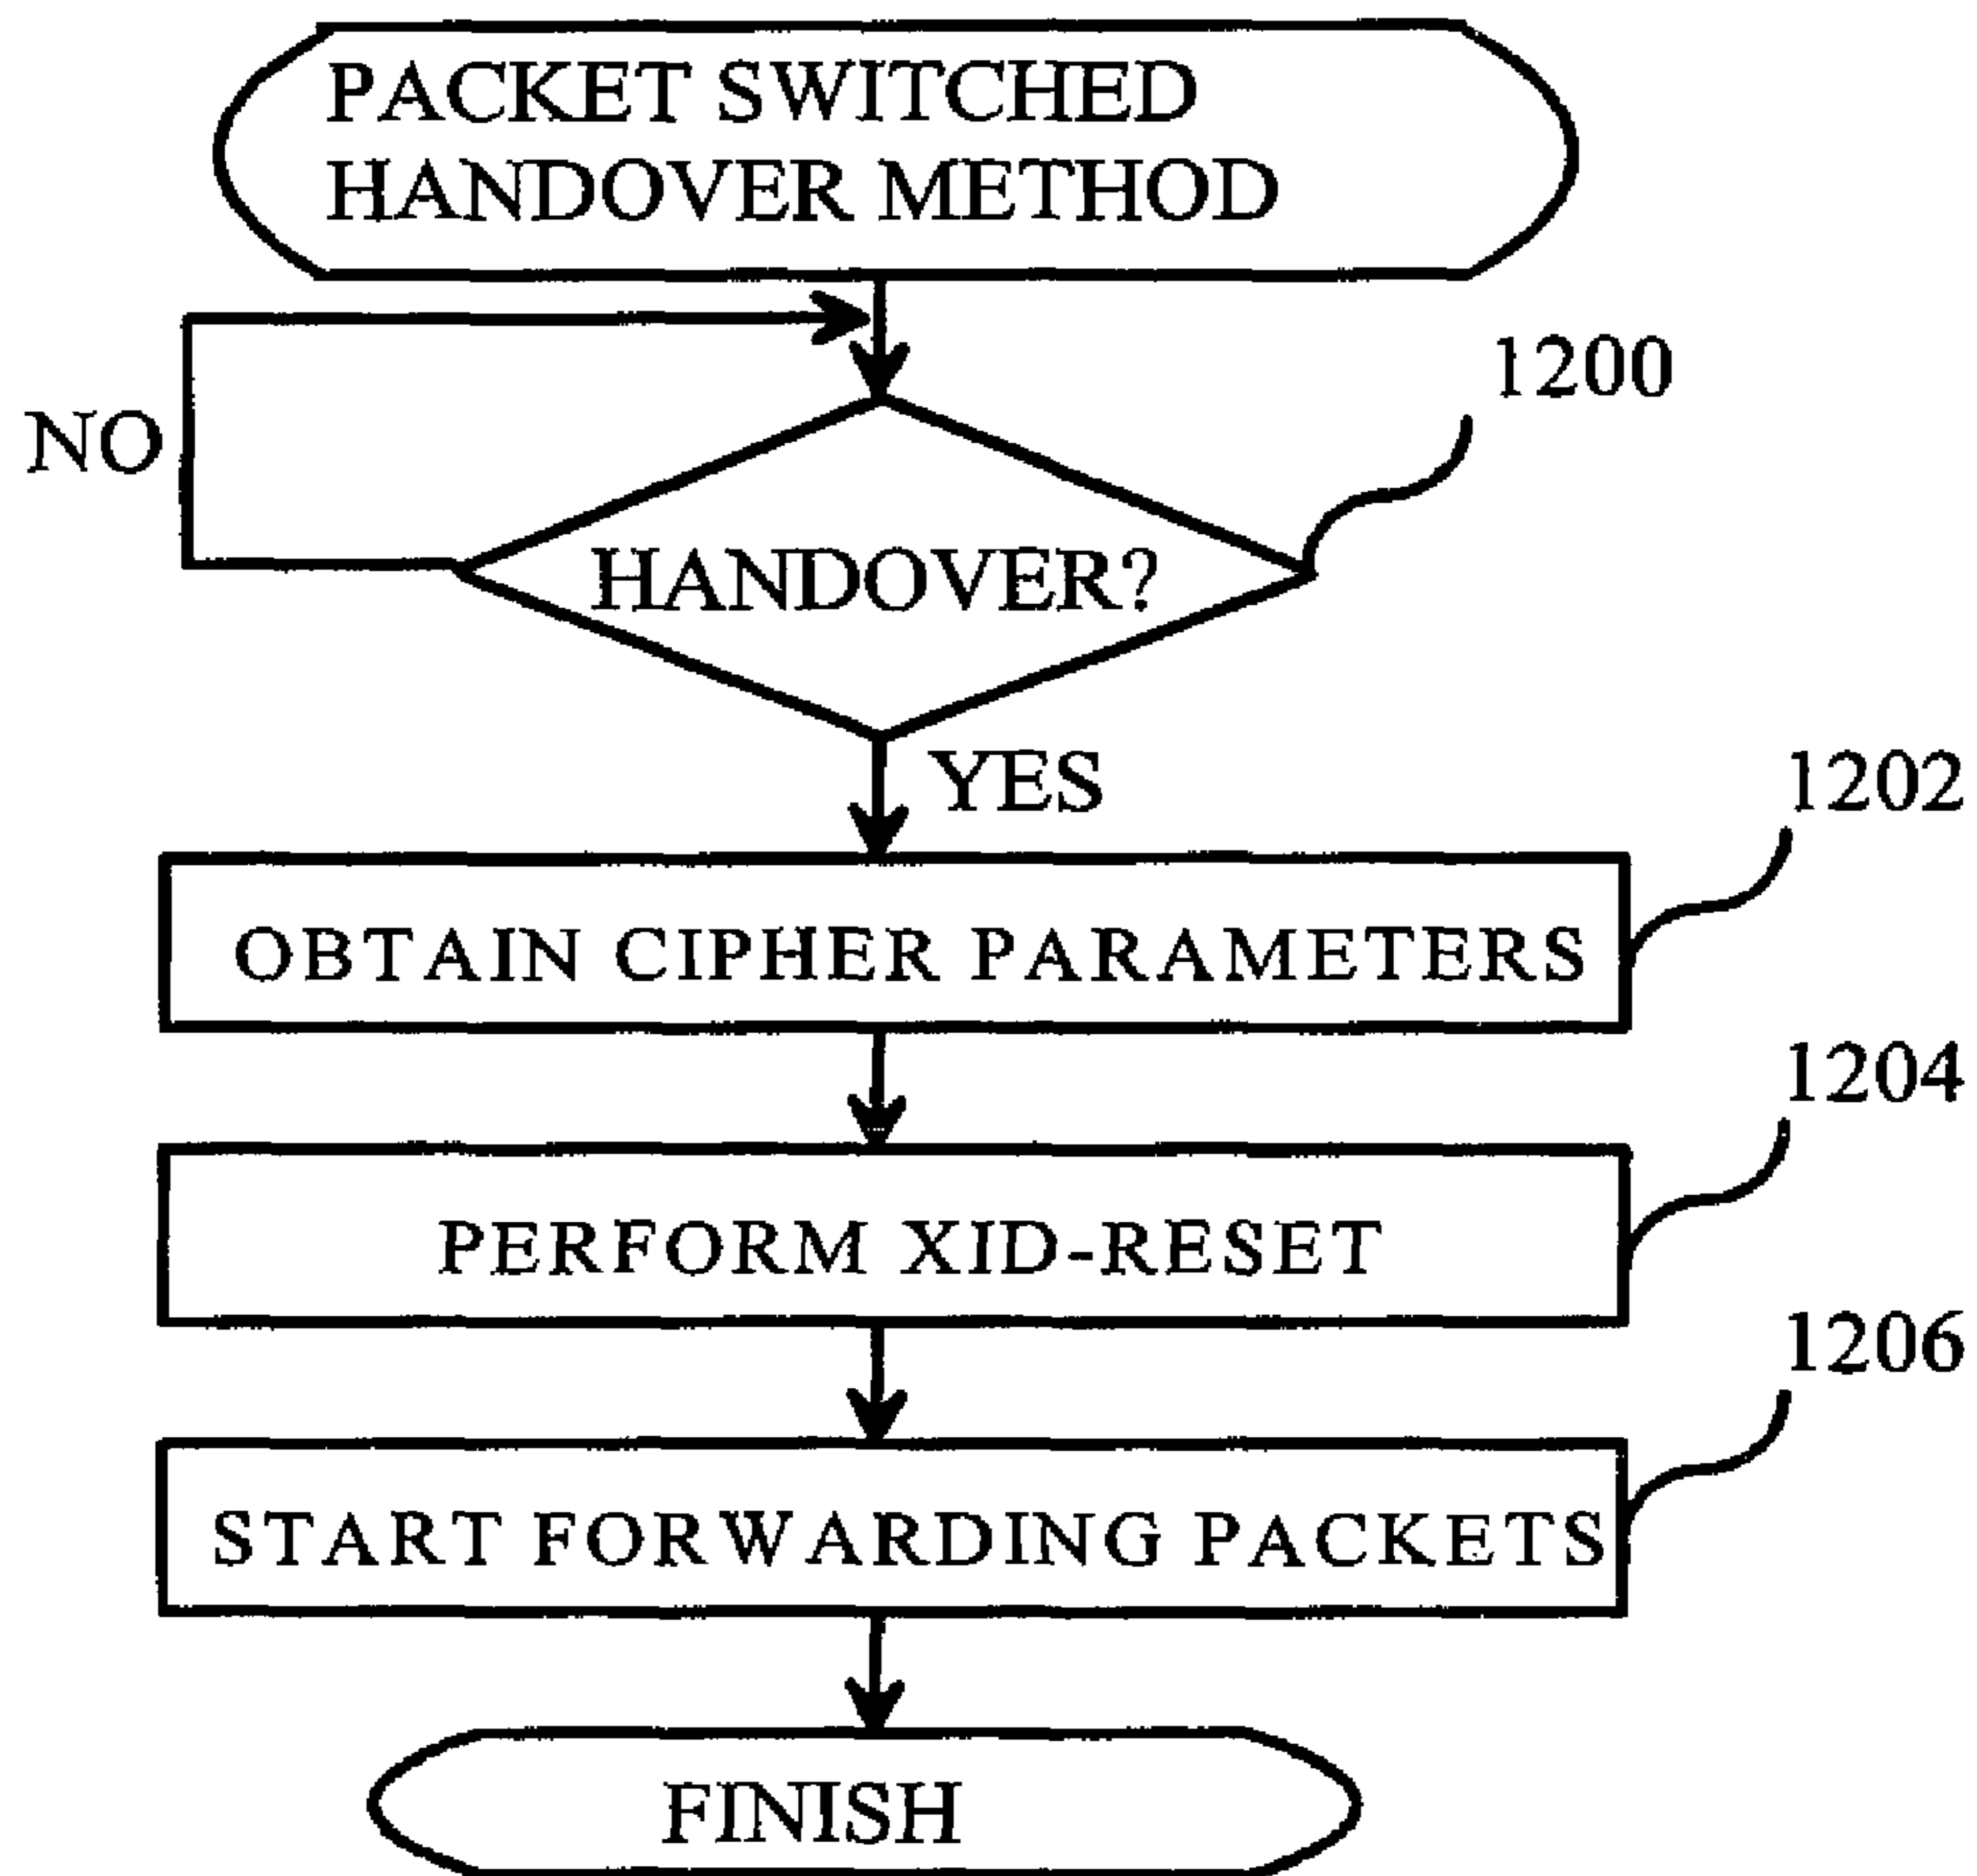 PACKET SWITCHED
HANDOVER METHOD
1200
NO
HANDOVER?
YES
1202
OBTAIN CIPHER PARAMETERS
1204
PERFORM XID-RESET
1206
START FORWARDING PACKETS
FINISH